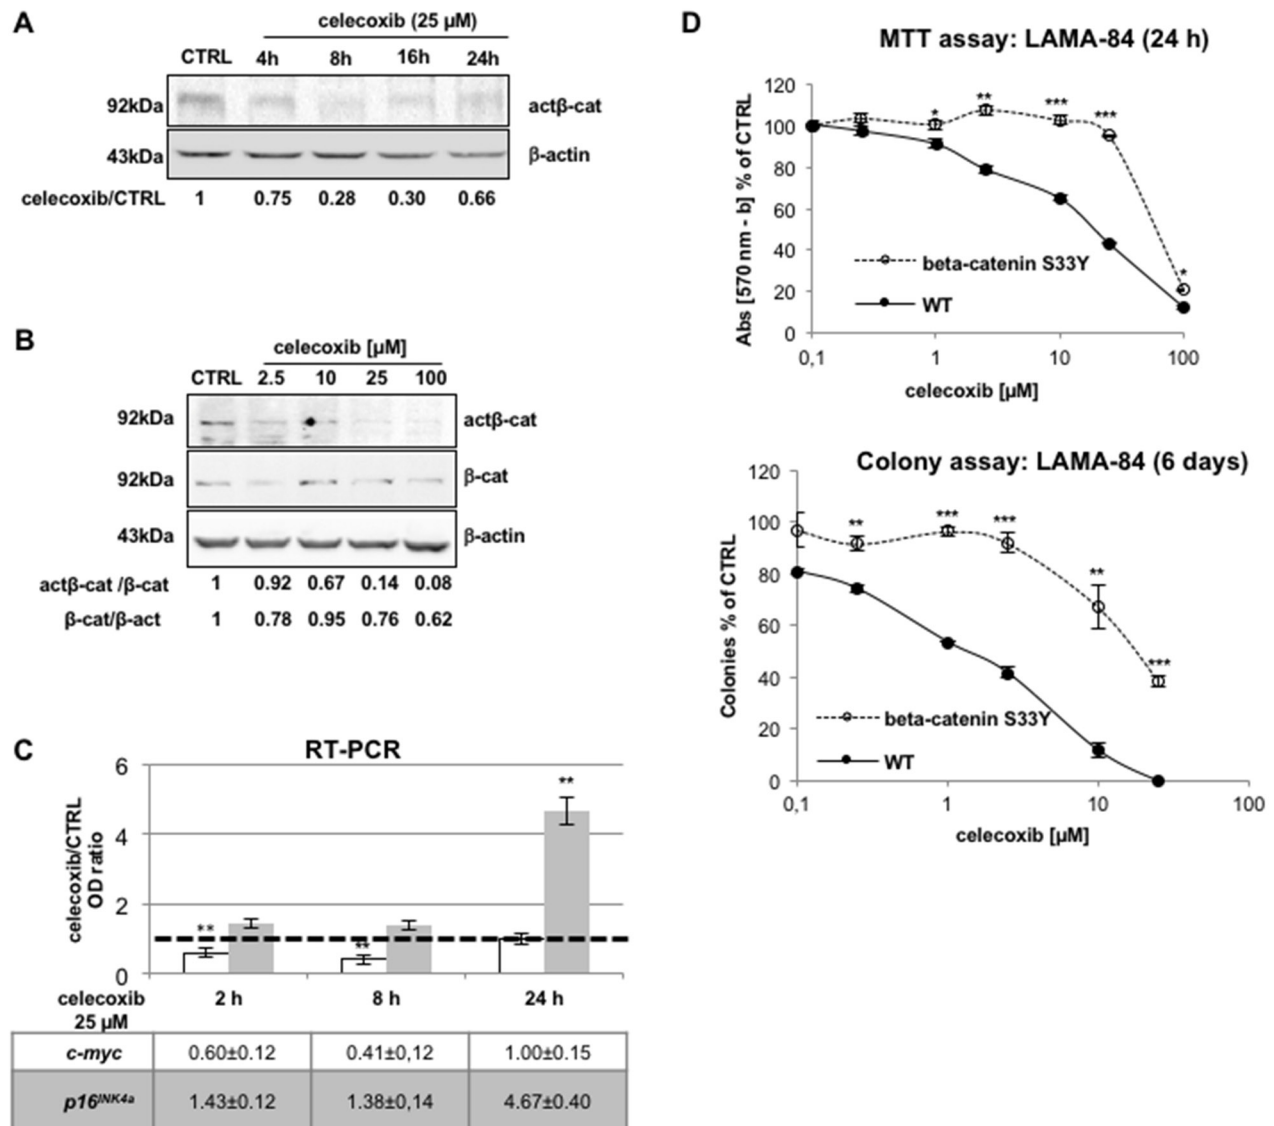 A
celecoxib (25 µM)
CTRL 4h 8h 16h 24h
92kDa actβ-cat
43kDa β-actin
celecoxib/CTRL 1 0.75 0.28 0.30 0.66
B
celecoxib [µM]
CTRL 2.5 10 25 100
92kDa actβ-cat
92kDa β-cat
43kDa β-actin
actβ-cat /β-cat 1 0.92 0.67 0.14 0.08
β-cat/β-act 1 0.78 0.95 0.76 0.62
C
RT-PCR
celecoxib/CTRL
OD ratio
6
**
4
2
**
**
0
celecoxib 2 h 8 h 24 h
25 µM
c-myc 0.60±0.12 0.41±0,12 1.00±0.15
p16INK4a 1.43±0.12 1.38±0,14 4.67±0.40
D
MTT assay: LAMA-84 (24 h)
Abs [570 nm - b] % of CTRL
120
100
80
60
40
20
0
* ** *** *** *
beta-catenin S33Y
WT
0,1 1 10 100
celecoxib [µM]
Colony assay: LAMA-84 (6 days)
Colonies % of CTRL
120
100
80
60
40
20
0
** *** *** ** ***
beta-catenin S33Y
WT
0,1 1 10 100
celecoxib [µM]